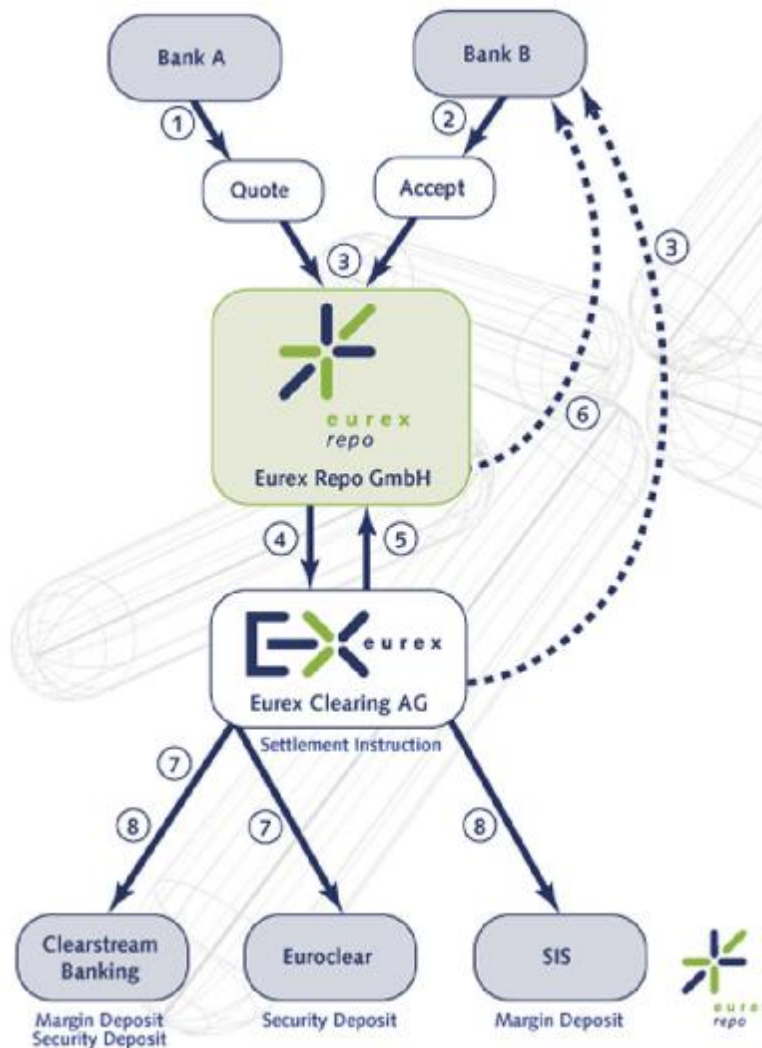 Bank A
Bank B
1
2
Quote
Accept
3
3
eurex
repo
Eurex Repo GmbH
6
4
5
eurex
Eurex Clearing AG
Settlement Instruction
7
8
7
8
Clearstream
Banking
Euroclear
SIS
Margin Deposit
Security Deposit
Security Deposit
Margin Deposit
repo